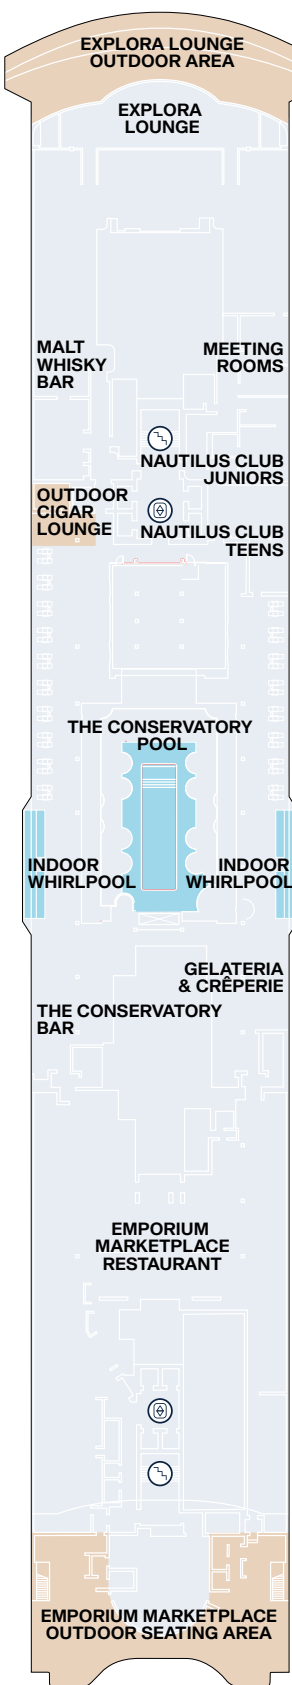 EXPLORA LOUNGE
OUTDOOR AREA
EXPLORA
LOUNGE
MALT
WHISKY
BAR
MEETING
ROOMS
NAUTILUS CLUB
JUNIORS
OUTDOOR
CIGAR
LOUNGE
NAUTILUS CLUB
TEENS
THE CONSERVATORY
POOL
INDOOR
WHIRLPOOL
INDOOR
WHIRLPOOL
GELATERIA
& CRÊPERIE
THE CONSERVATORY
BAR
EMPORIUM
MARKETPLACE
RESTAURANT
EMPORIUM MARKETPLACE
OUTDOOR SEATING AREA